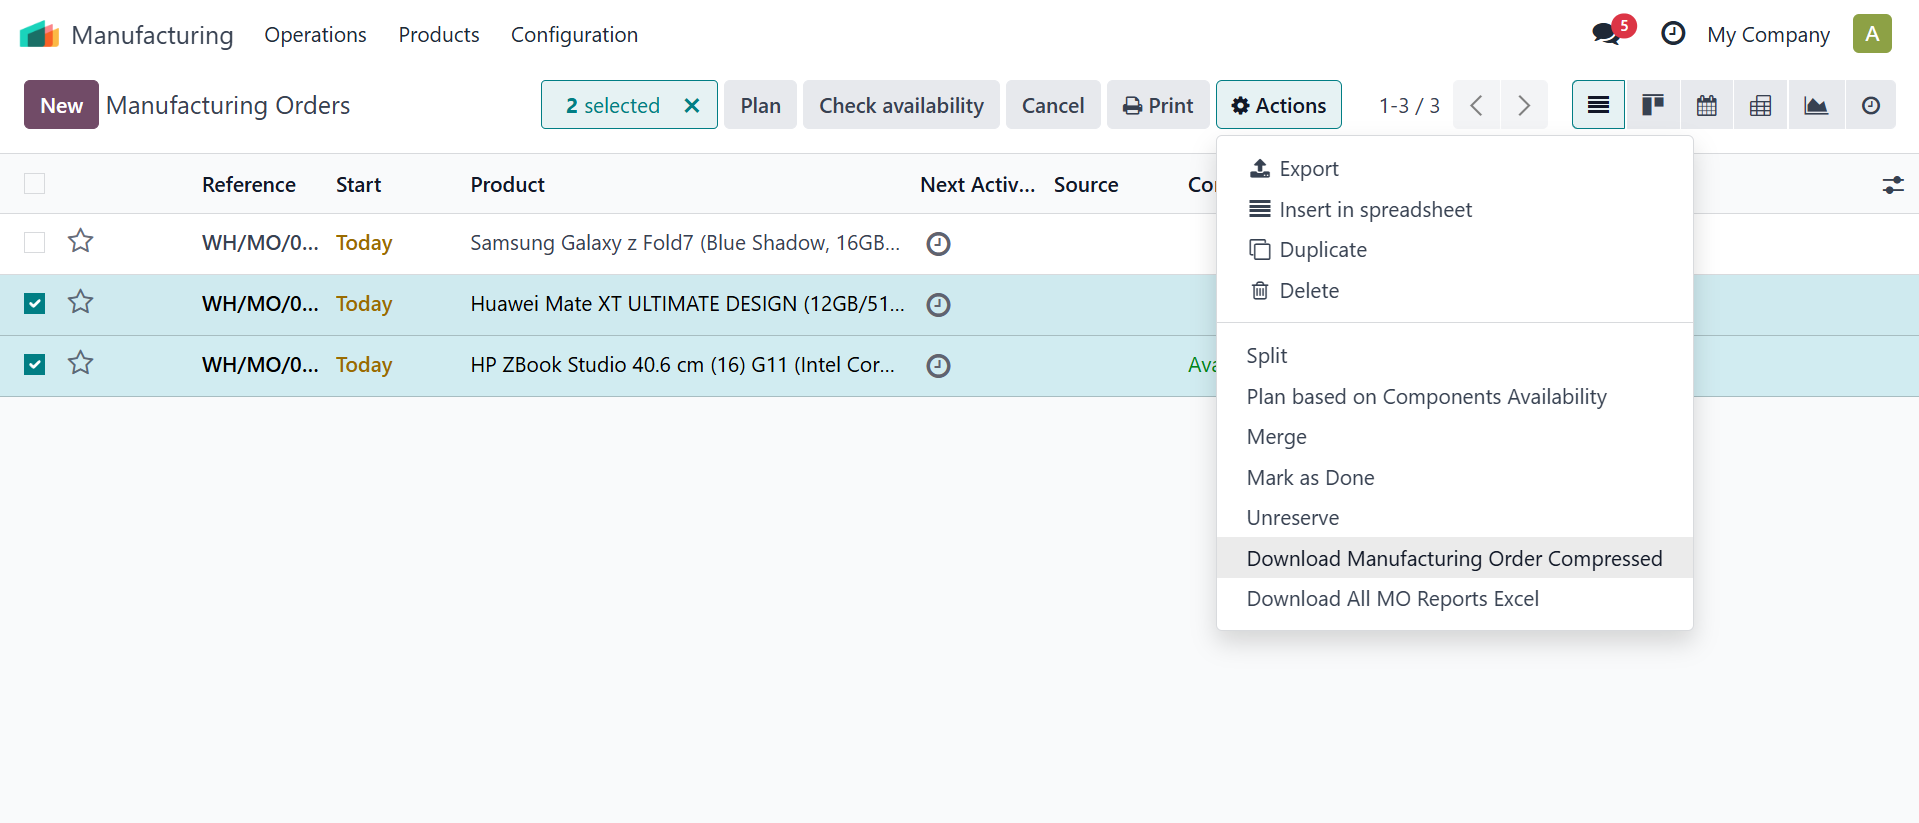 Manufacturing Operations Products Configuration 5 My Company A
New Manufacturing Orders 2 selected Plan Check availability Cancel Print Actions 1-3 / 3
Reference Start Product Next Activ... Source Co
WH/MO/0... Today Samsung Galaxy z Fold7 (Blue Shadow, 16GB...
WH/MO/0... Today Huawei Mate XT ULTIMATE DESIGN (12GB/51...
WH/MO/0... Today HP ZBook Studio 40.6 cm (16) G11 (Intel Cor... Ava
Export
Insert in spreadsheet
Duplicate
Delete
Split
Plan based on Components Availability
Merge
Mark as Done
Unreserve
Download Manufacturing Order Compressed
Download All MO Reports Excel